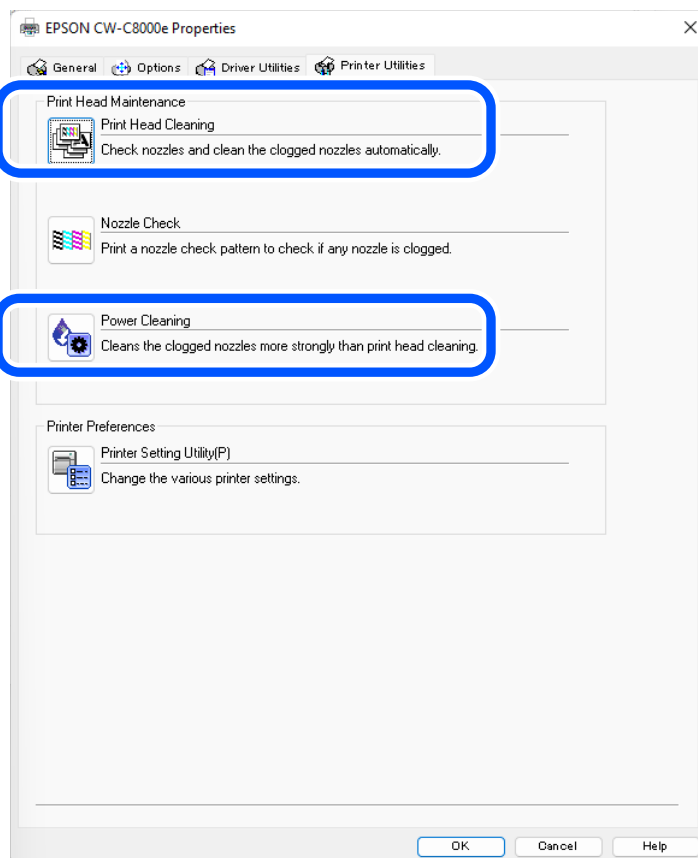 EPSON CW-C8000e Properties
General Options Driver Utilities Printer Utilities
Print Head Maintenance
Print Head Cleaning
Check nozzles and clean the clogged nozzles automatically.
Nozzle Check
Print a nozzle check pattern to check if any nozzle is clogged.
Power Cleaning
Cleans the clogged nozzles more strongly than print head cleaning.
Printer Preferences
Printer Setting Utility(P)
Change the various printer settings.
OK Cancel Help